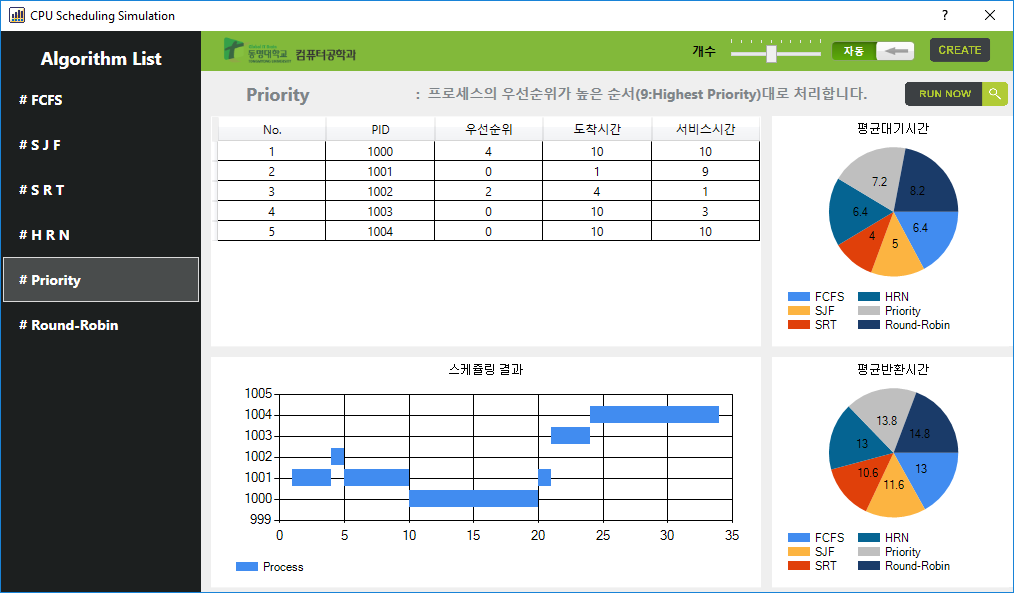 CPU Scheduling Simulation ?
Algorithm List
# FCFS
# S J F
# S R T
# H R N
# Priority
# Round-Robin
동명대학교 컴퓨터공학과
개수 자동 CREATE
Priority : 프로세스의 우선순위가 높은 순서(9:Highest Priority)대로 처리합니다. RUN NOW
No. PID 우선순위 도착시간 서비스시간
1 1000 4 10 10
2 1001 0 1 9
3 1002 2 4 1
4 1003 0 10 3
5 1004 0 10 10
평균대기시간
7.2 8.2
6.4 6.4
4 5
FCFS HRN
SJF Priority
SRT Round-Robin
스케쥴링 결과
1005
1004
1003
1002
1001
1000
999
0 5 10 15 20 25 30 35
Process
평균반환시간
13.8 14.8
13 13
10.6 11.6
FCFS HRN
SJF Priority
SRT Round-Robin